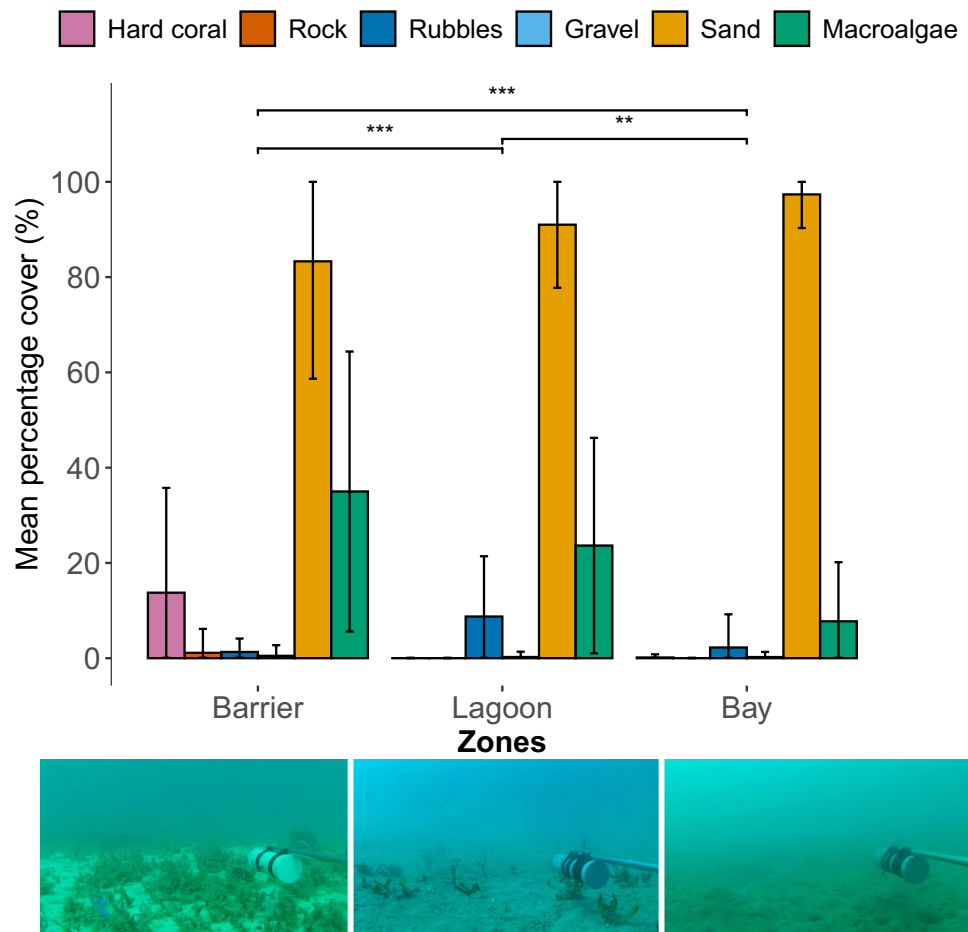 Hard coral Rock Rubbles Gravel Sand Macroalgae
***
***
**
100
80
60
40
20
0
Mean percentage cover (%)
Barrier Lagoon Bay
Zones